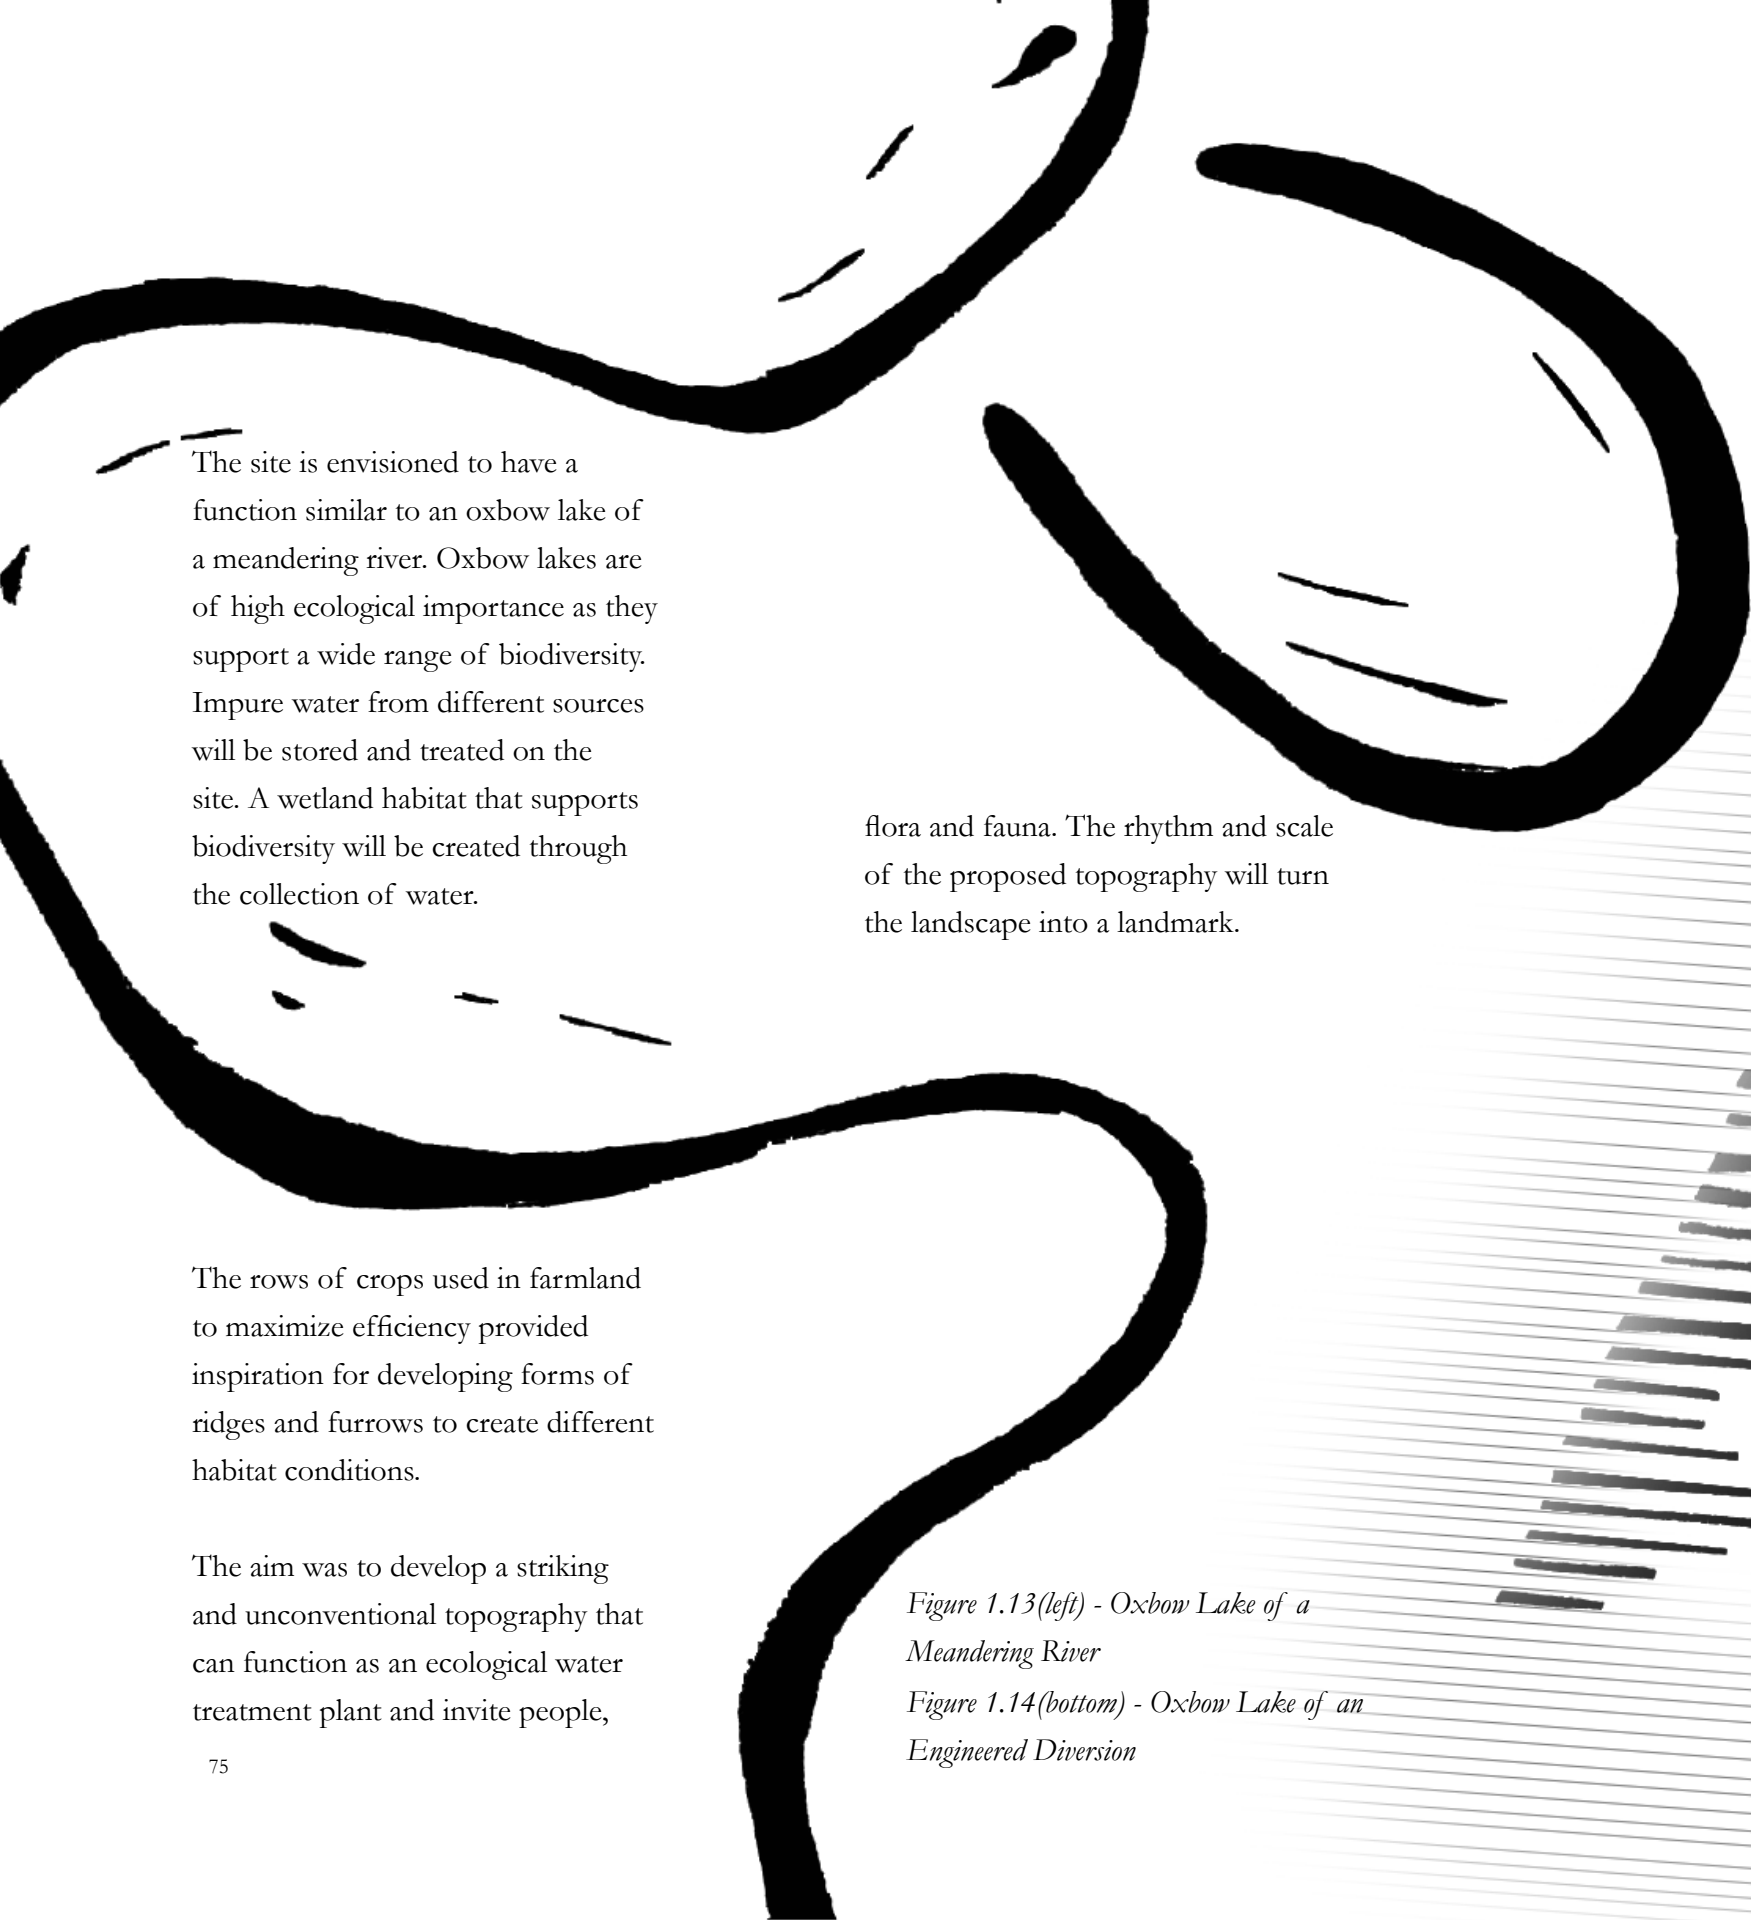 The site is envisioned to have a
function similar to an oxbow lake of
a meandering river. Oxbow lakes are
of high ecological importance as they
support a wide range of biodiversity.
Impure water from different sources
will be stored and treated on the
site. A wetland habitat that supports
biodiversity will be created through
the collection of water.
The rows of crops used in farmland
to maximize efficiency provided
inspiration for developing forms of
ridges and furrows to create different
habitat conditions.
The aim was to develop a striking
and unconventional topography that
can function as an ecological water
treatment plant and invite people,
flora and fauna. The rhythm and scale
of the proposed topography will turn
the landscape into a landmark.
Figure 1.13(left) - Oxbow Lake of a
Meandering River
Figure 1.14(bottom) - Oxbow Lake of an
Engineered Diversion
75